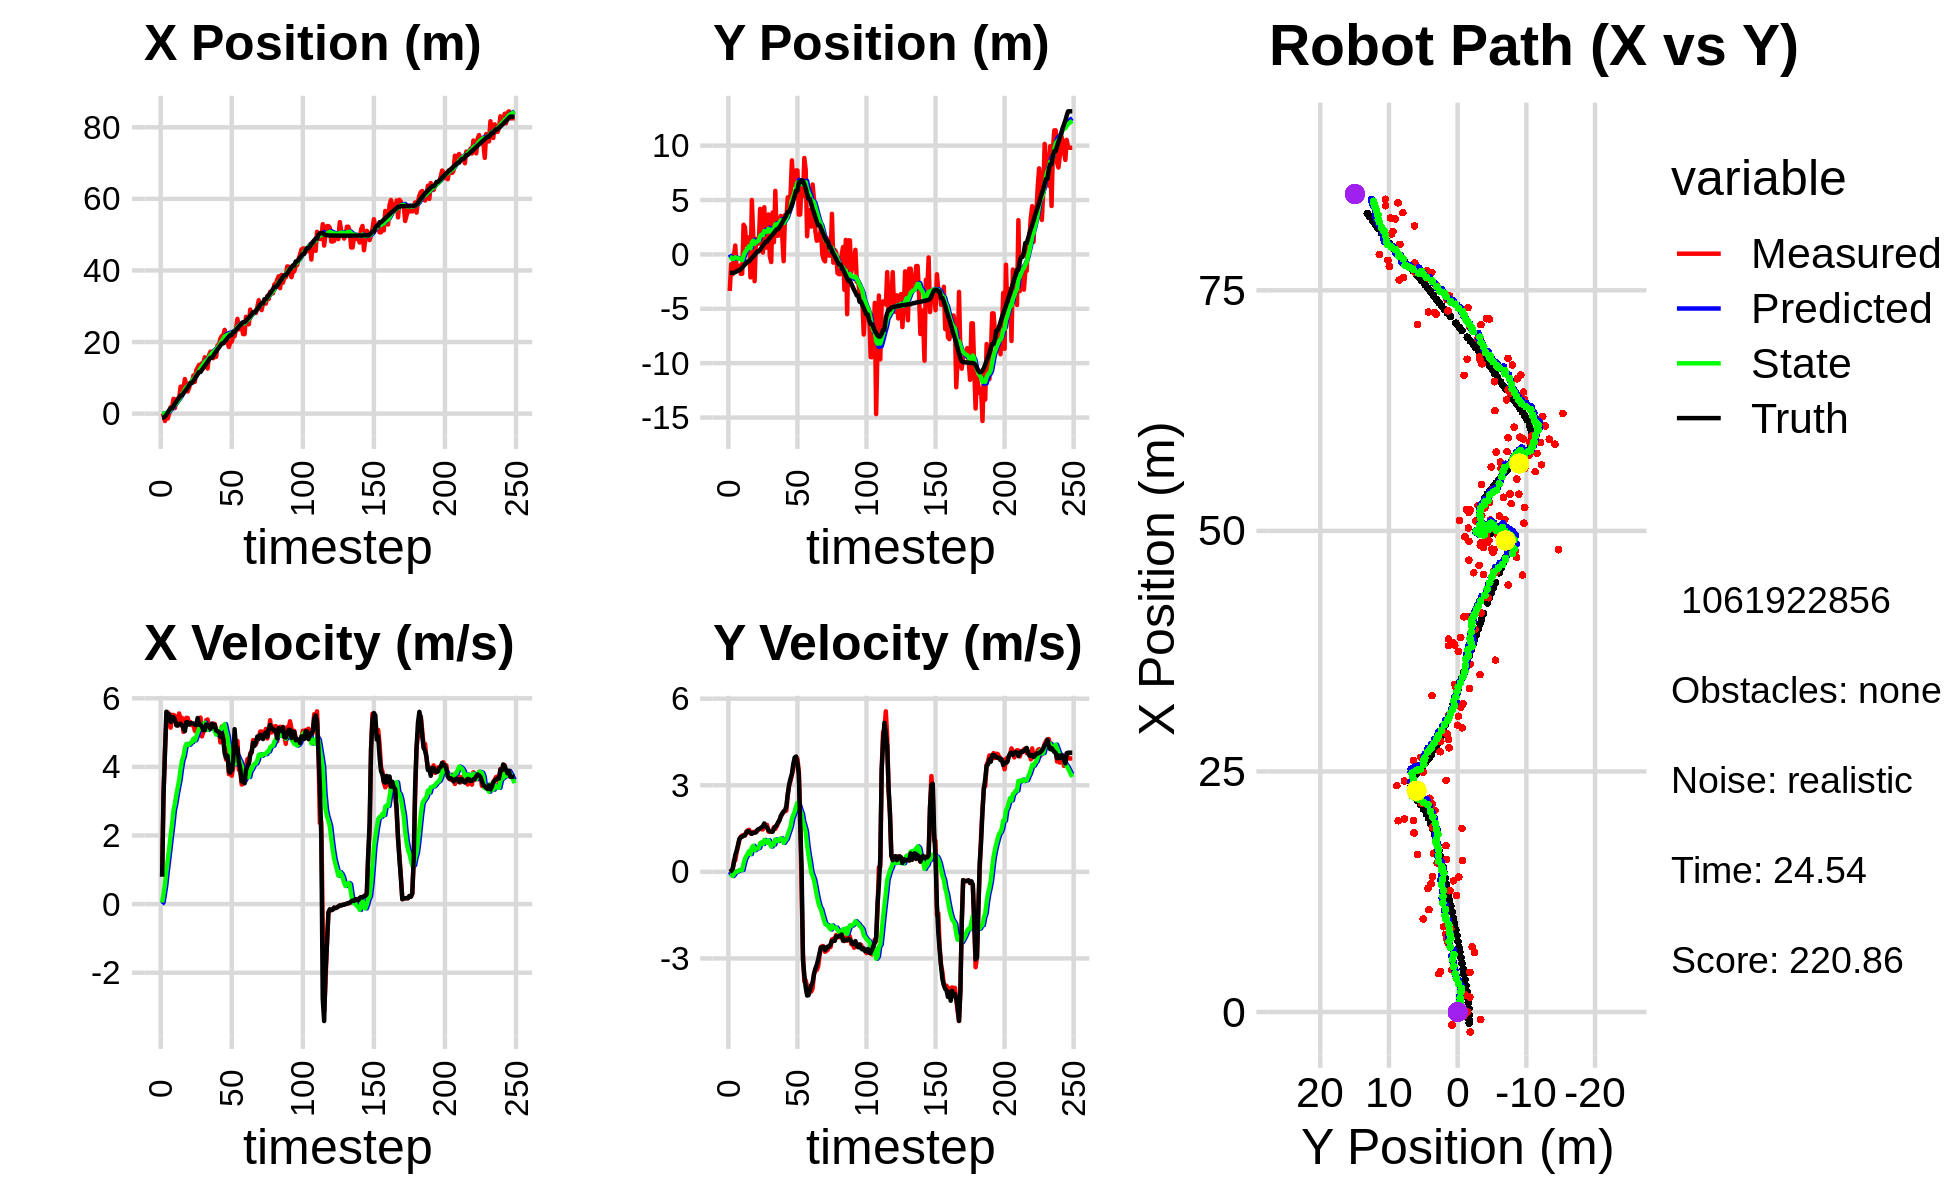 X Position (m)
80
60
40
20
0
0
50
100
150
200
250
timestep
Y Position (m)
10
5
0
-5
-10
-15
0
50
100
150
200
250
timestep
X Velocity (m/s)
6
4
2
0
-2
0
50
100
150
200
250
timestep
Y Velocity (m/s)
6
3
0
-3
0
50
100
150
200
250
timestep
Robot Path (X vs Y)
X Position (m)
75
50
25
0
20 10 0 -10 -20
Y Position (m)
variable
Measured
Predicted
State
Truth
1061922856
Obstacles: none
Noise: realistic
Time: 24.54
Score: 220.86